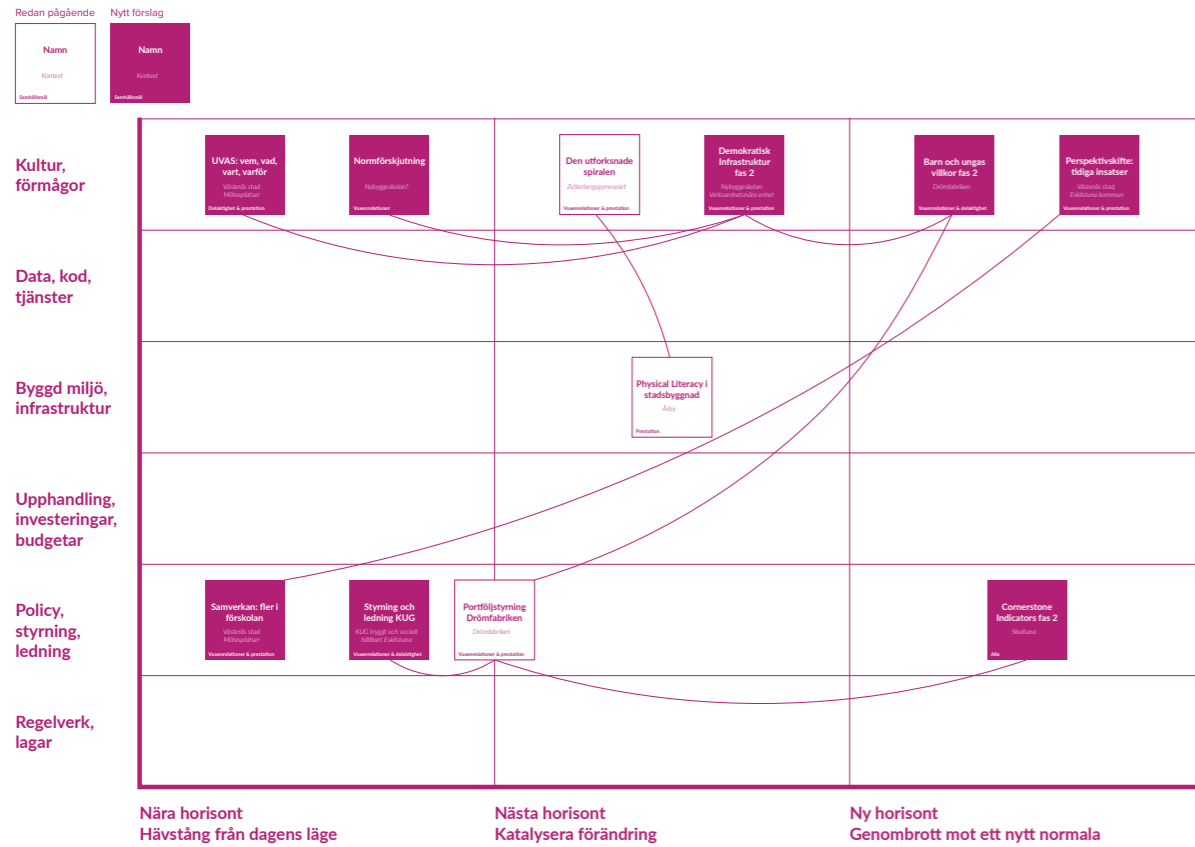 Redan pågående
Nytt förslag
Namn
Kontext
Samhällsmål
Namn
Kontext
Samhällsmål
Kultur,
förmågor
UVAS: vem, vad,
vart, varför
Västerås stad
Mötesplatser
Delaktighet & prestation
Normförskjutning
Nybyggeskolan?
Vuxenrelationer
Den utforksnade
spiralen
Zetterbergsgymnasiet
Vuxenrelationer & prestation
Demokratisk
Infrastruktur
fas 2
Nybyggeskolan
Verksamhetsnära enhet
Vuxenrelationer & prestation
Barn och ungas
villkor fas 2
Drömfabriken
Vuxenrelationer & delaktighet
Perspektivskifte:
tidiga insatser
Västerås stad,
Eskilstuna kommun
Vuxenrelationer & prestation
Data, kod,
tjänster
Byggd miljö,
infrastruktur
Physical Literacy i
stadsbyggnad
Årby
Prestation
Upphandling,
investeringar,
budgetar
Policy,
styrning,
ledning
Samverkan: fler i
förskolan
Västerås stad
Mötesplatser
Vuxenrelationer & prestation
Styrning och
ledning KUG
KUG tryggt och socialt
hållbart Eskilstuna
Vuxenrelationer & delaktighet
Portföljstyrning
Drömfabriken
Drömfabriken
Vuxenrelationer & prestation
Cornerstone
Indicators fas 2
Skultuna
Alla
Regelverk,
lagar
Nära horisont
Hävstång från dagens läge
Nästa horisont
Katalysera förändring
Ny horisont
Genombrott mot ett nytt normala